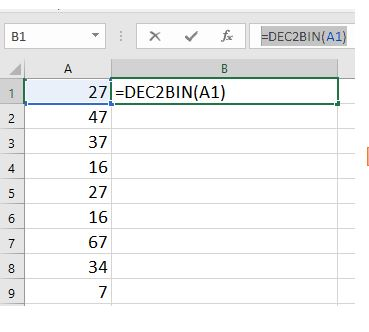 B1 fx =DEC2BIN(A1)
A B
1 27 =DEC2BIN(A1)
2 47
3 37
4 16
5 27
6 16
7 67
8 34
9 7